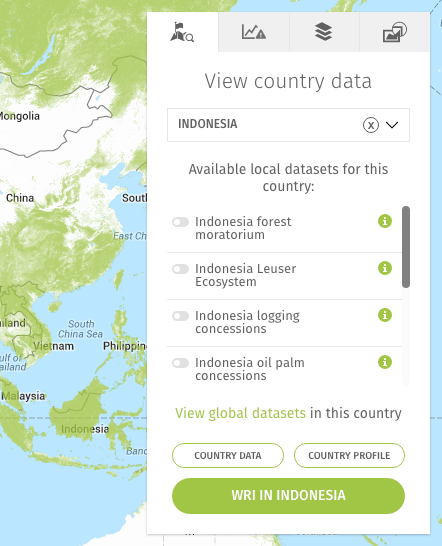 View country data
INDONESIA
Available local datasets for this
country:
Indonesia forest
moratorium
Indonesia Leuser
Ecosystem
Indonesia logging
concessions
Indonesia oil palm
concessions
View global datasets in this country
COUNTRY DATA
COUNTRY PROFILE
WRI IN INDONESIA
Mongolia
China
South
East Ch
South
China Sea
Vietnam
Philippin
ailand
ulf of
ailand
Malaysia
Indonesia
Banc